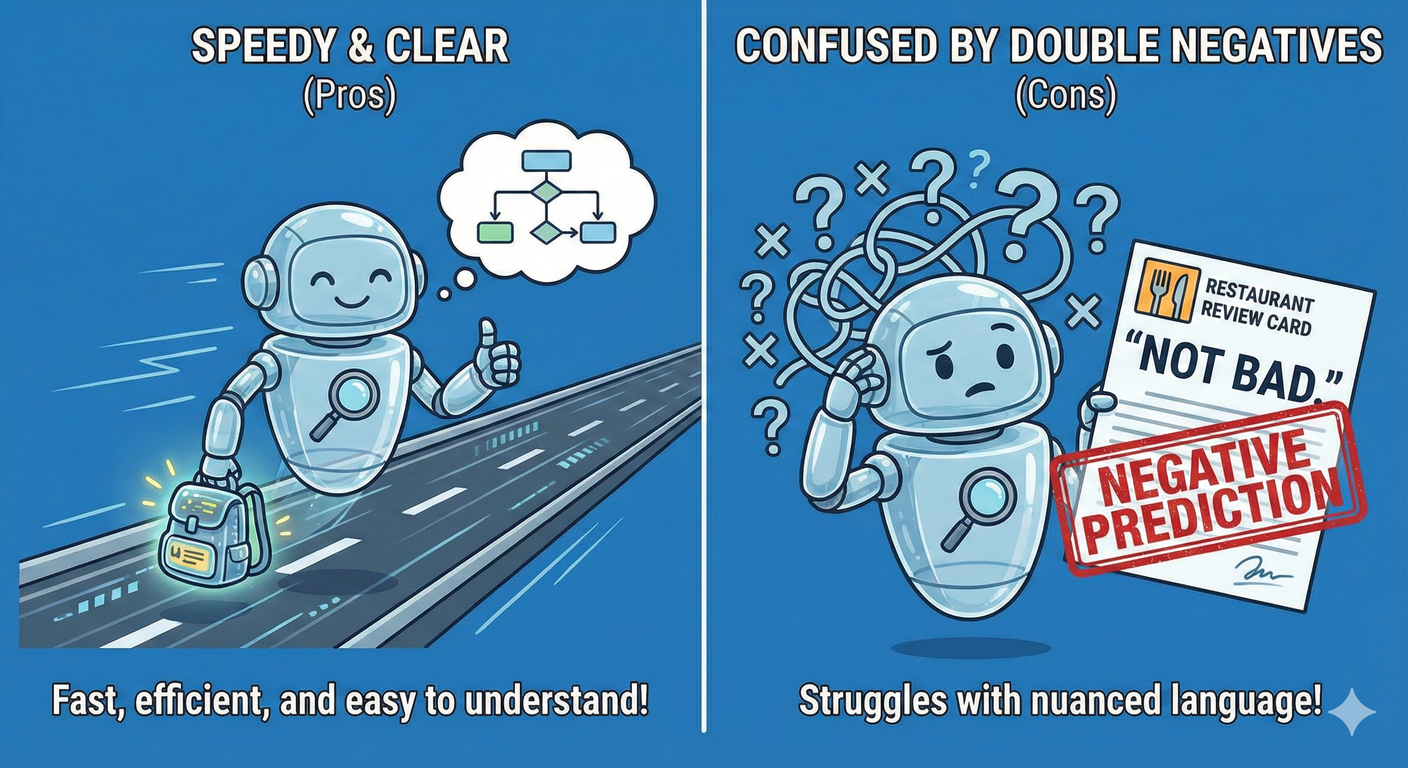 SPEEDY & CLEAR
(Pros)
Fast, efficient, and easy to understand!
CONFUSED BY DOUBLE NEGATIVES
(Cons)
RESTAURANT
REVIEW CARD
“NOT BAD.”
NEGATIVE
PREDICTION
Struggles with nuanced language!